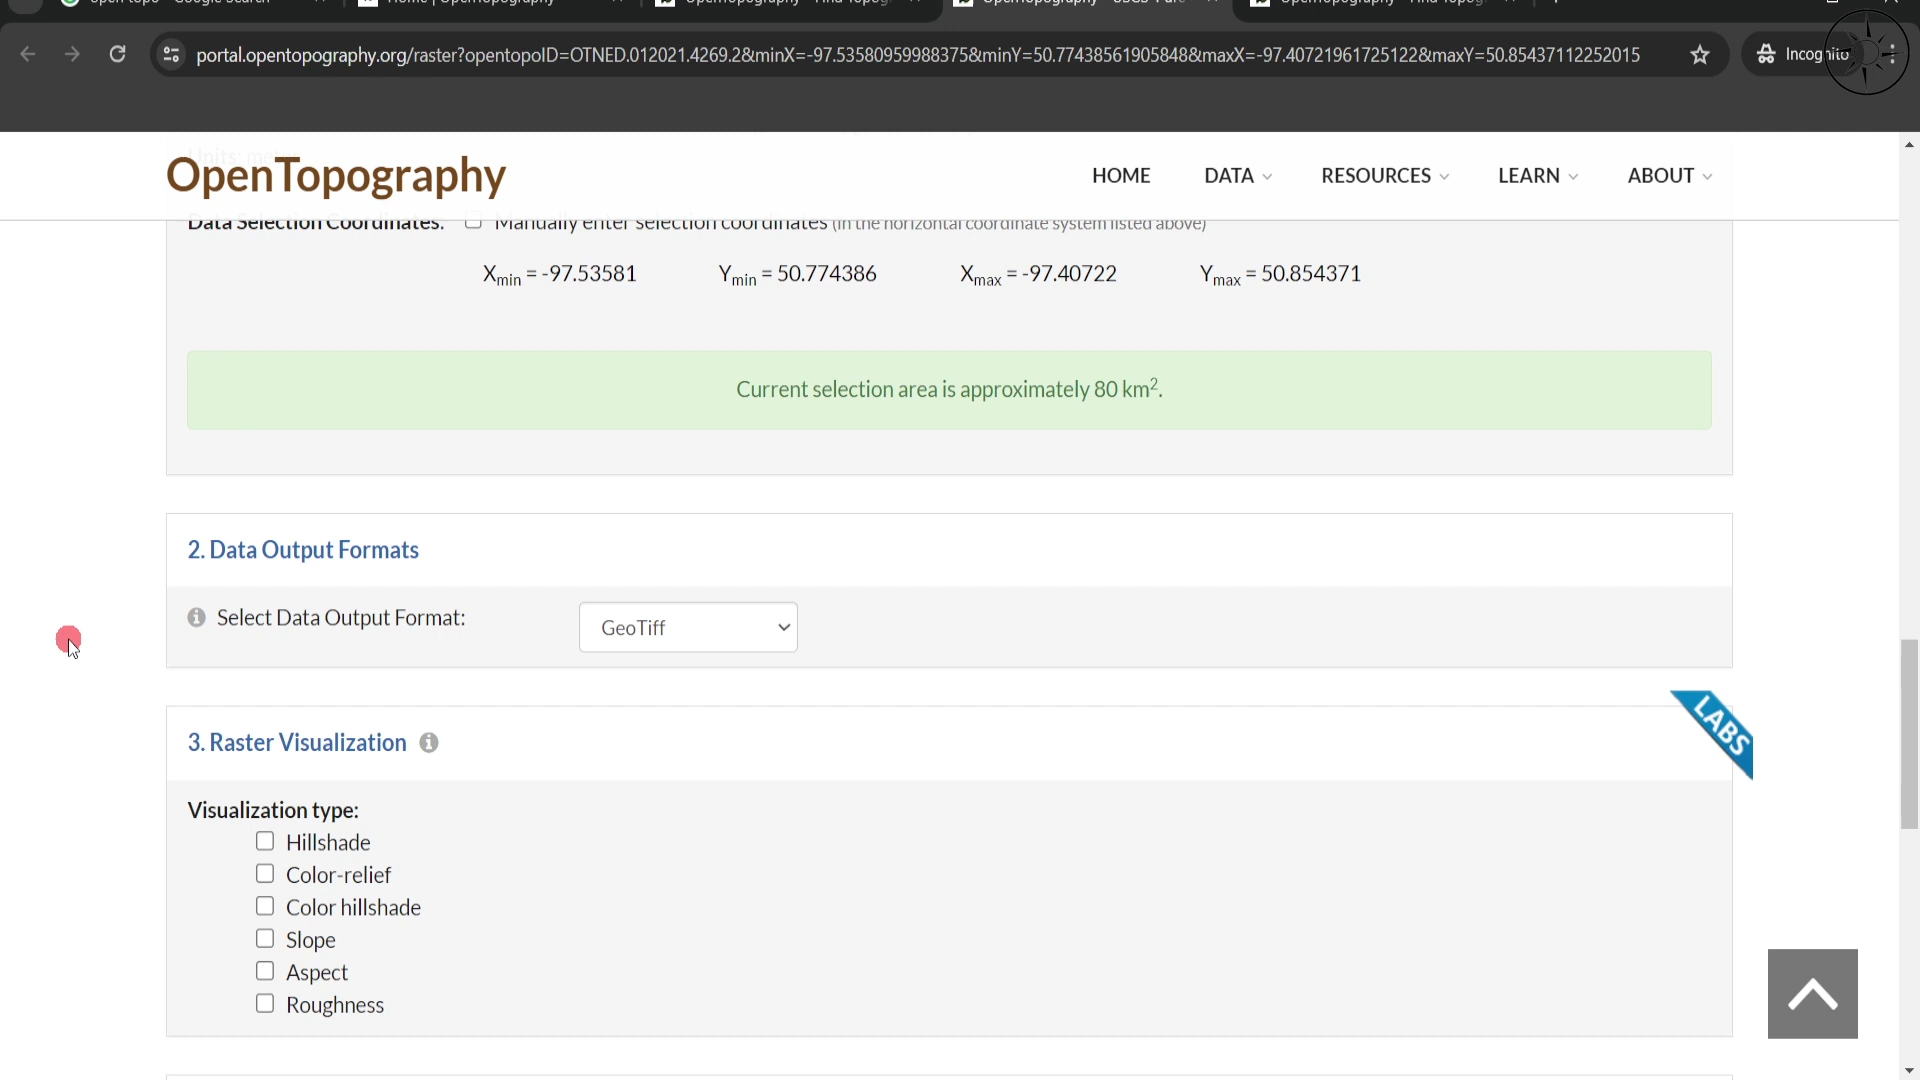 portal.opentopography.org/raster?opentopoID=OTNED.012021.4269.2&minX=-97.53580959988375&minY=50.77438561905848&maxX=-97.40721961725122&maxY=50.85437112252015
Incognito
OpenTopography
HOME
DATA
RESOURCES
LEARN
ABOUT
Data Selection Coordinates: Manually enter selection coordinates (in the horizontal coordinate system listed above)
Xmin = -97.53581 Ymin = 50.774386 Xmax = -97.40722 Ymax = 50.854371
Current selection area is approximately 80 km2.
2. Data Output Formats
Select Data Output Format: GeoTiff
LABS
3. Raster Visualization
Visualization type:
Hillshade
Color-relief
Color hillshade
Slope
Aspect
Roughness